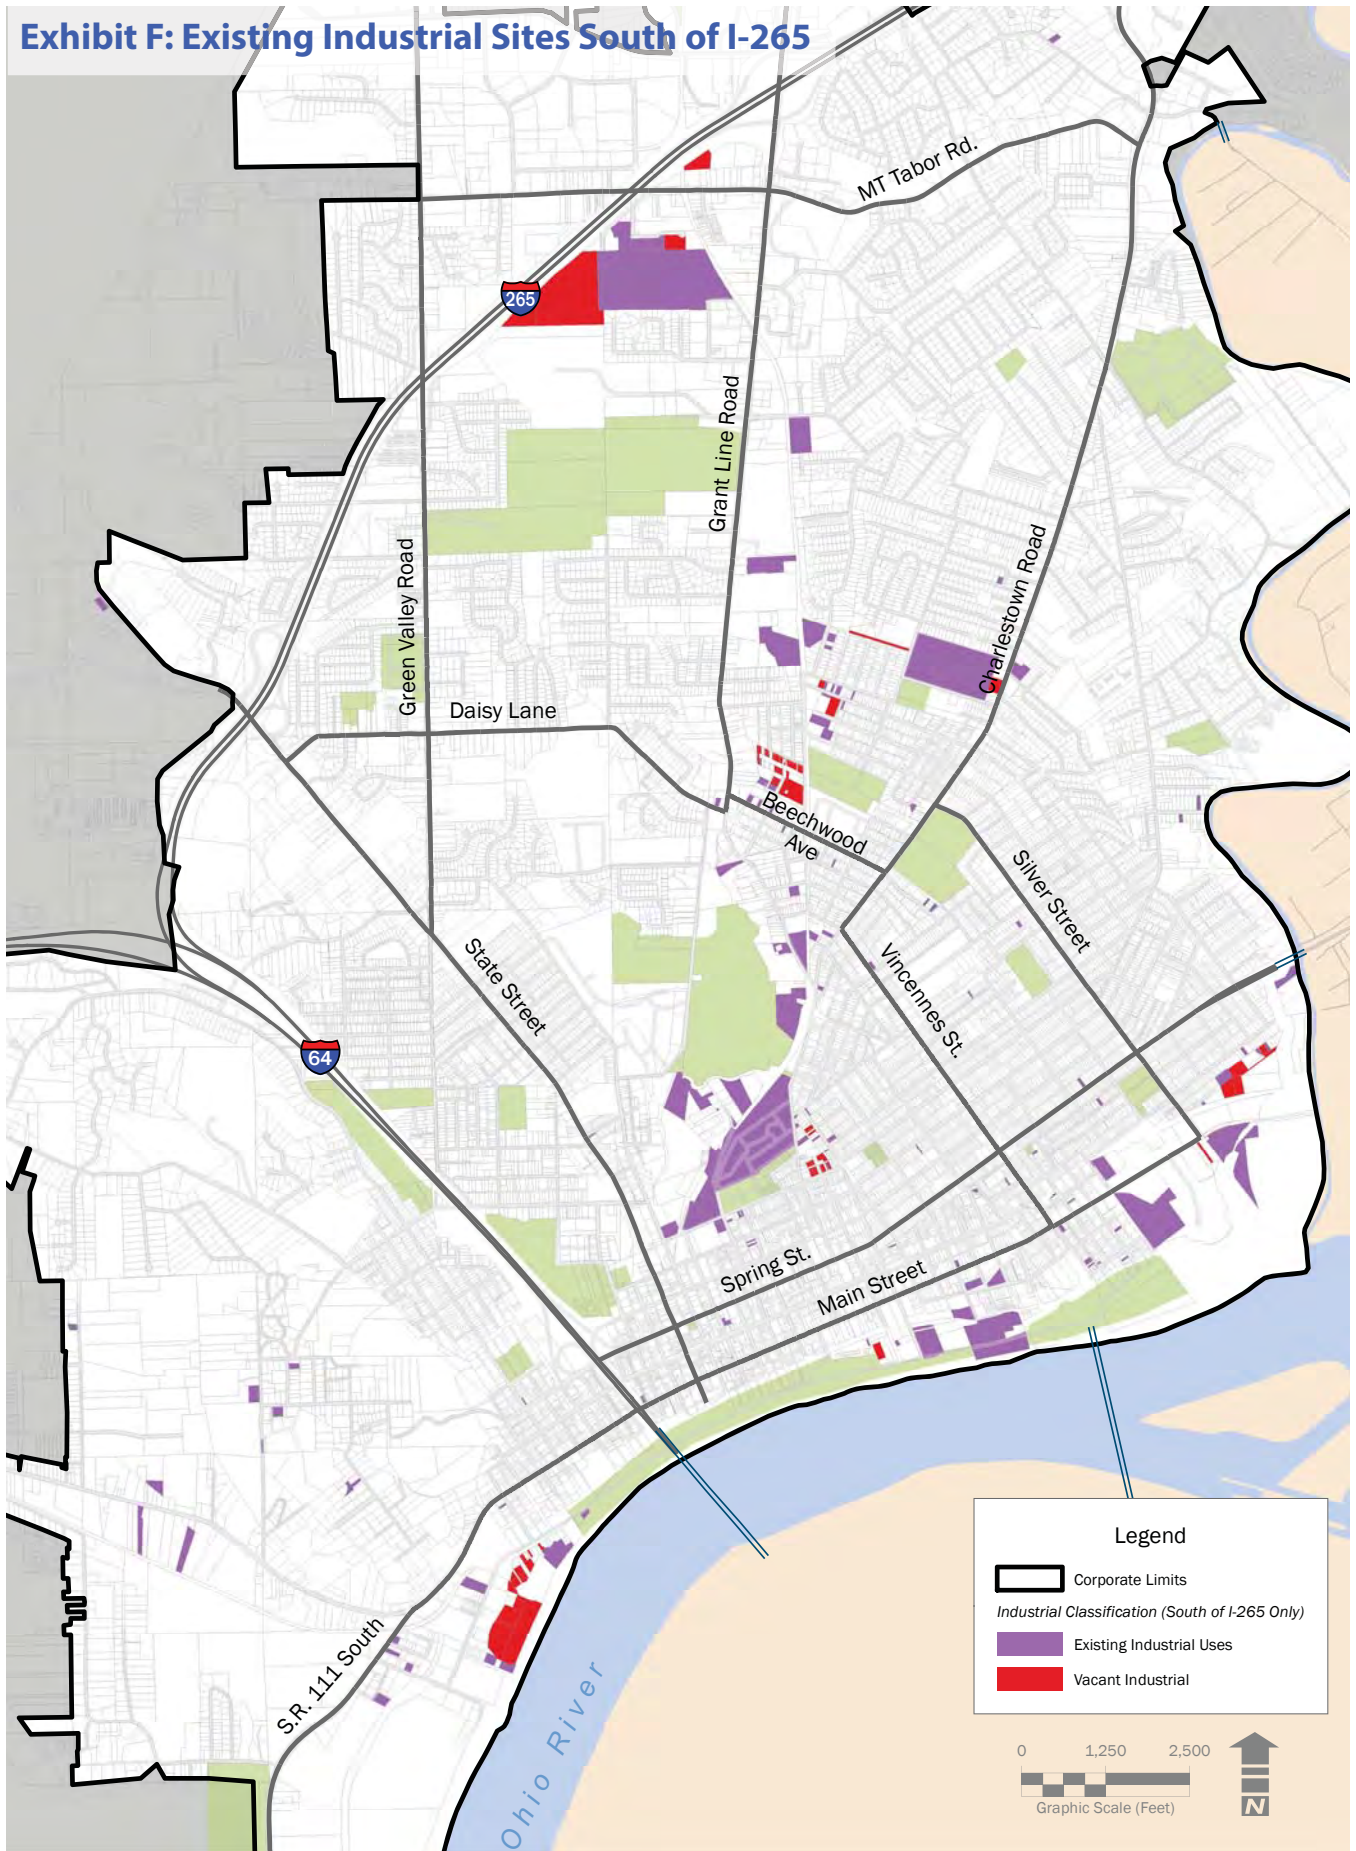 Exhibit F: Existing Industrial Sites South of I-265
MT Tabor Rd.
265
Grant Line Road
Charlestown Road
Green Valley Road
Daisy Lane
Beechwood
Ave
Silver Street
State Street
Vincennes St.
64
Spring St.
Main Street
S.R. 111 South
Ohio River
Legend
Corporate Limits
Industrial Classification (South of I-265 Only)
Existing Industrial Uses
Vacant Industrial
0 1,250 2,500
Graphic Scale (Feet)
N